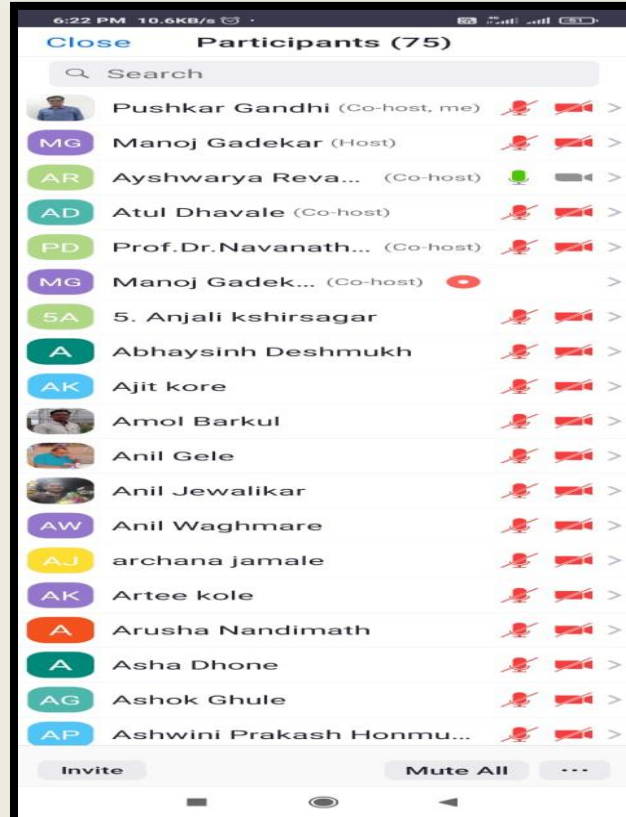 6:22 PM 10.6KB/s
Close Participants (75)
Search
Pushkar Gandhi (Co-host, me)
MG Manoj Gadekar (Host)
AR Ayshwarya Reva... (Co-host)
AD Atul Dhavale (Co-host)
PD Prof.Dr.Navanath... (Co-host)
MG Manoj Gadek... (Co-host)
5A 5. Anjali kshirsagar
A Abhaysinh Deshmukh
AK Ajit kore
Amol Barkul
Anil Gele
Anil Jewalikar
AW Anil Waghmare
AJ archana jamale
AK Artee kole
A Arusha Nandimath
A Asha Dhone
AG Ashok Ghule
AP Ashwini Prakash Honmu...
Invite Mute All ...